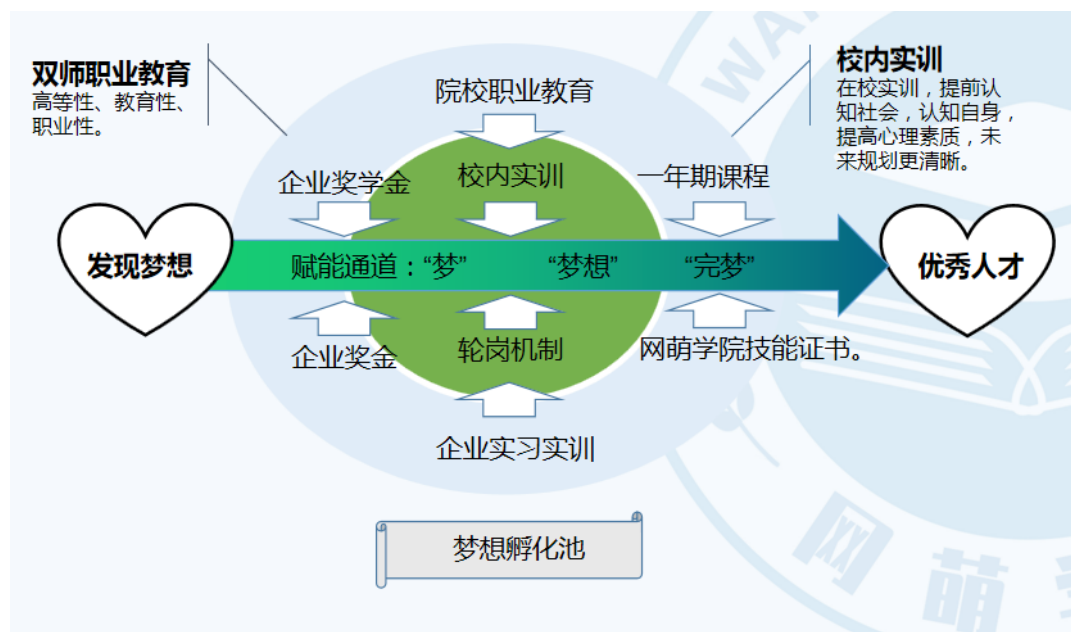 双师职业教育
高等性、教育性、
职业性。
校内实训
在校实训，提前认
知社会，认知自身，
提高心理素质，未
来规划更清晰。
院校职业教育
企业奖学金
校内实训
一年期课程
发现梦想
赋能通道：“梦”
“梦想”
“完梦”
优秀人才
企业奖金
轮岗机制
网萌学院技能证书。
企业实习实训
梦想孵化池
WA
网萌